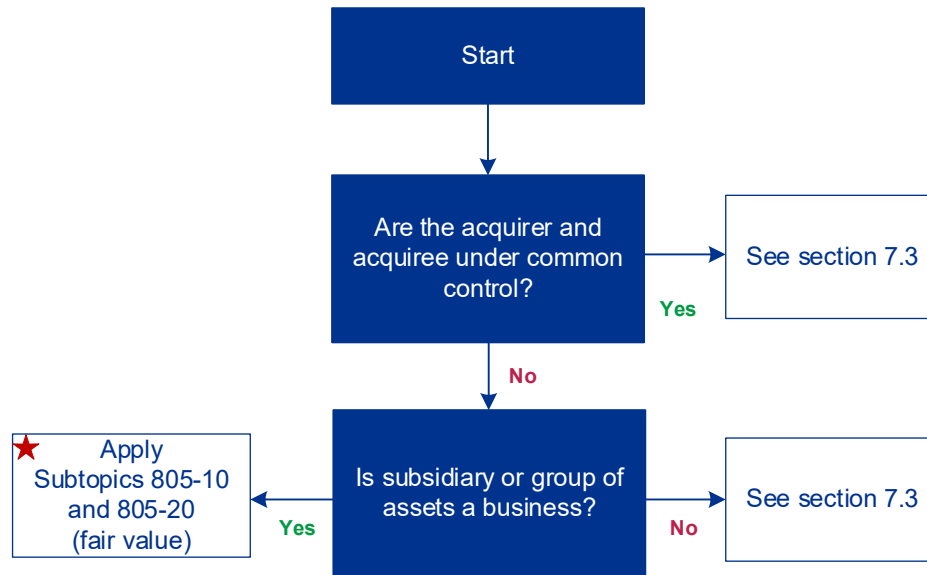 Start
Are the acquirer and
acquiree under common
control?
See section 7.3
Yes
No
Apply
Subtopics 805-10
and 805-20
(fair value)
Is subsidiary or group of
assets a business?
See section 7.3
Yes
No